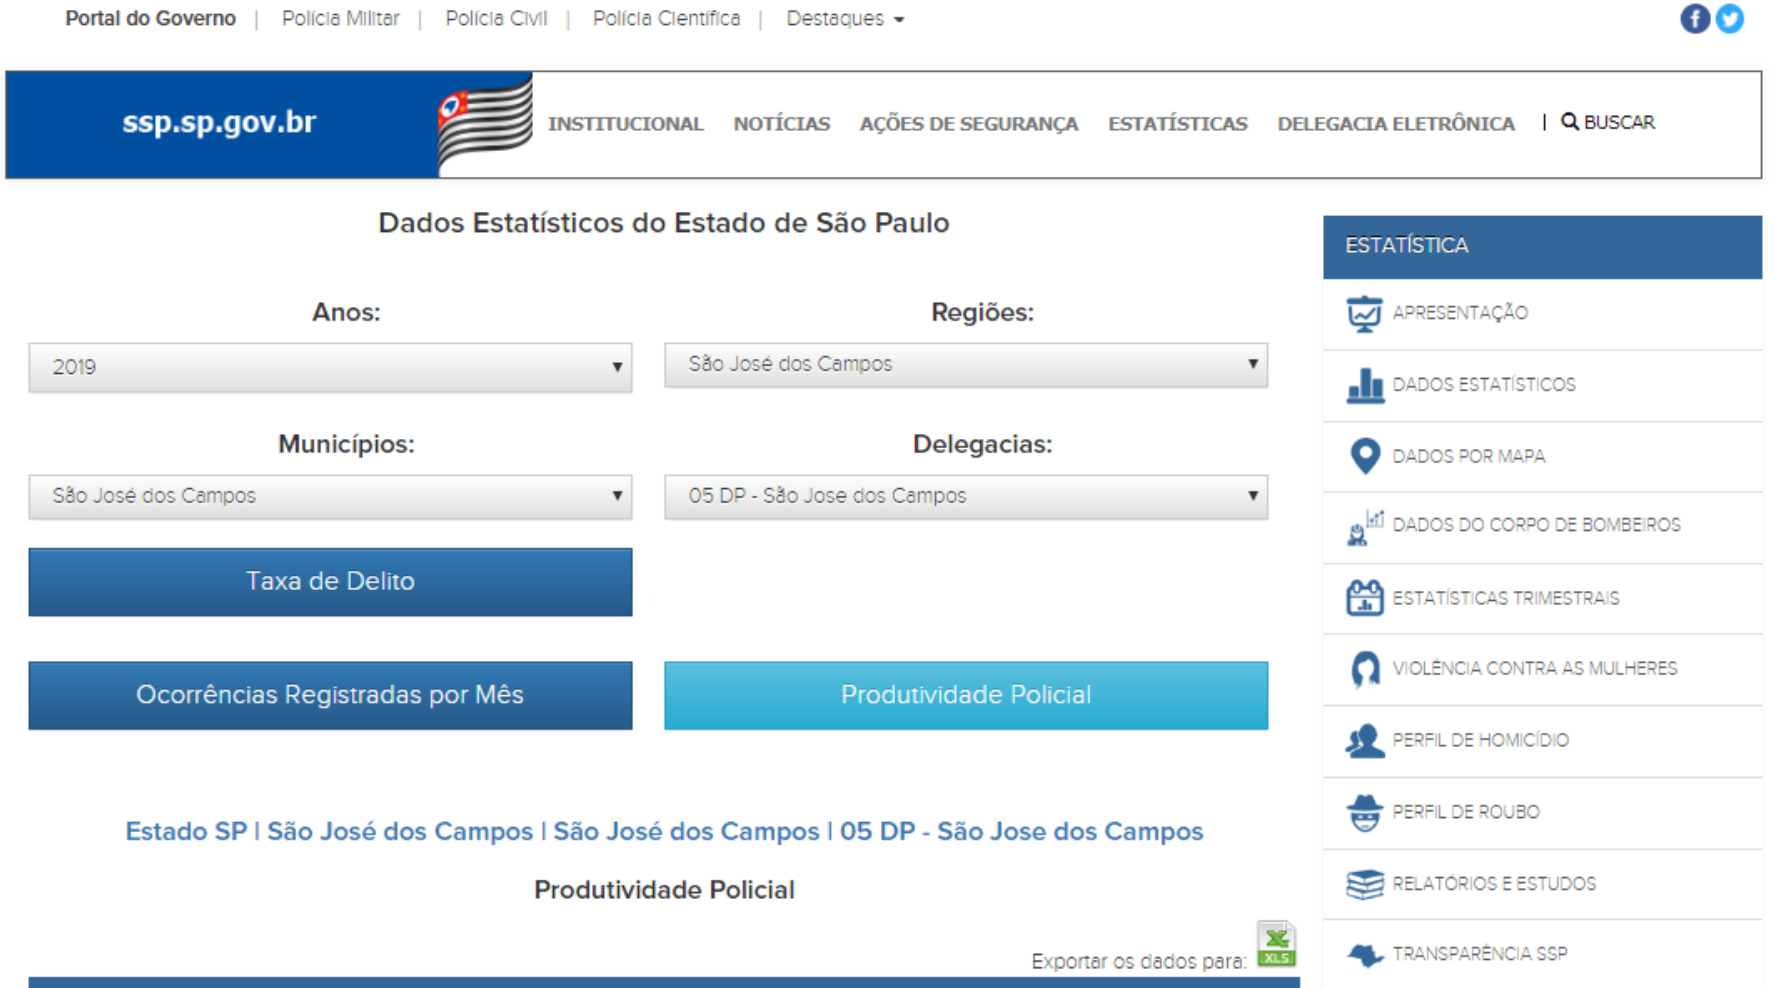 Portal do Governo | Polícia Militar | Polícia Civil | Polícia Científica | Destaques
ssp.sp.gov.br
INSTITUCIONAL NOTÍCIAS AÇÕES DE SEGURANÇA ESTATÍSTICAS DELEGACIA ELETRÔNICA | BUSCAR
Dados Estatísticos do Estado de São Paulo
Anos: Regiões:
2019 São José dos Campos
Municípios: Delegacias:
São José dos Campos 05 DP - São Jose dos Campos
Taxa de Delito
Ocorrências Registradas por Mês Produtividade Policial
Estado SP | São José dos Campos | São José dos Campos | 05 DP - São Jose dos Campos
Produtividade Policial
Exportar os dados para: XLS
ESTATÍSTICA
APRESENTAÇÃO
DADOS ESTATÍSTICOS
DADOS POR MAPA
DADOS DO CORPO DE BOMBEIROS
ESTATÍSTICAS TRIMESTRAIS
VIOLÊNCIA CONTRA AS MULHERES
PERFIL DE HOMICÍDIO
PERFIL DE ROUBO
RELATÓRIOS E ESTUDOS
TRANSPARÊNCIA SSP